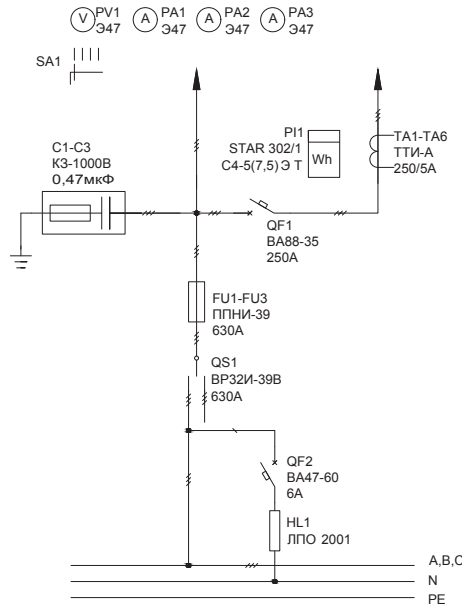 V PV1 A PA1 A PA2 A PA3
Э47 Э47 Э47 Э47
SA1
PI1
STAR 302/1
С4-5(7,5) Э Т
Wh
TA1-TA6
ТТИ-А
250/5А
C1-C3
К3-1000В
0,47мкФ
QF1
ВА88-35
250А
FU1-FU3
ППНИ-39
630А
QS1
ВР32И-39В
630А
QF2
ВА47-60
6А
HL1
ЛПО 2001
A,B,C
N
PE